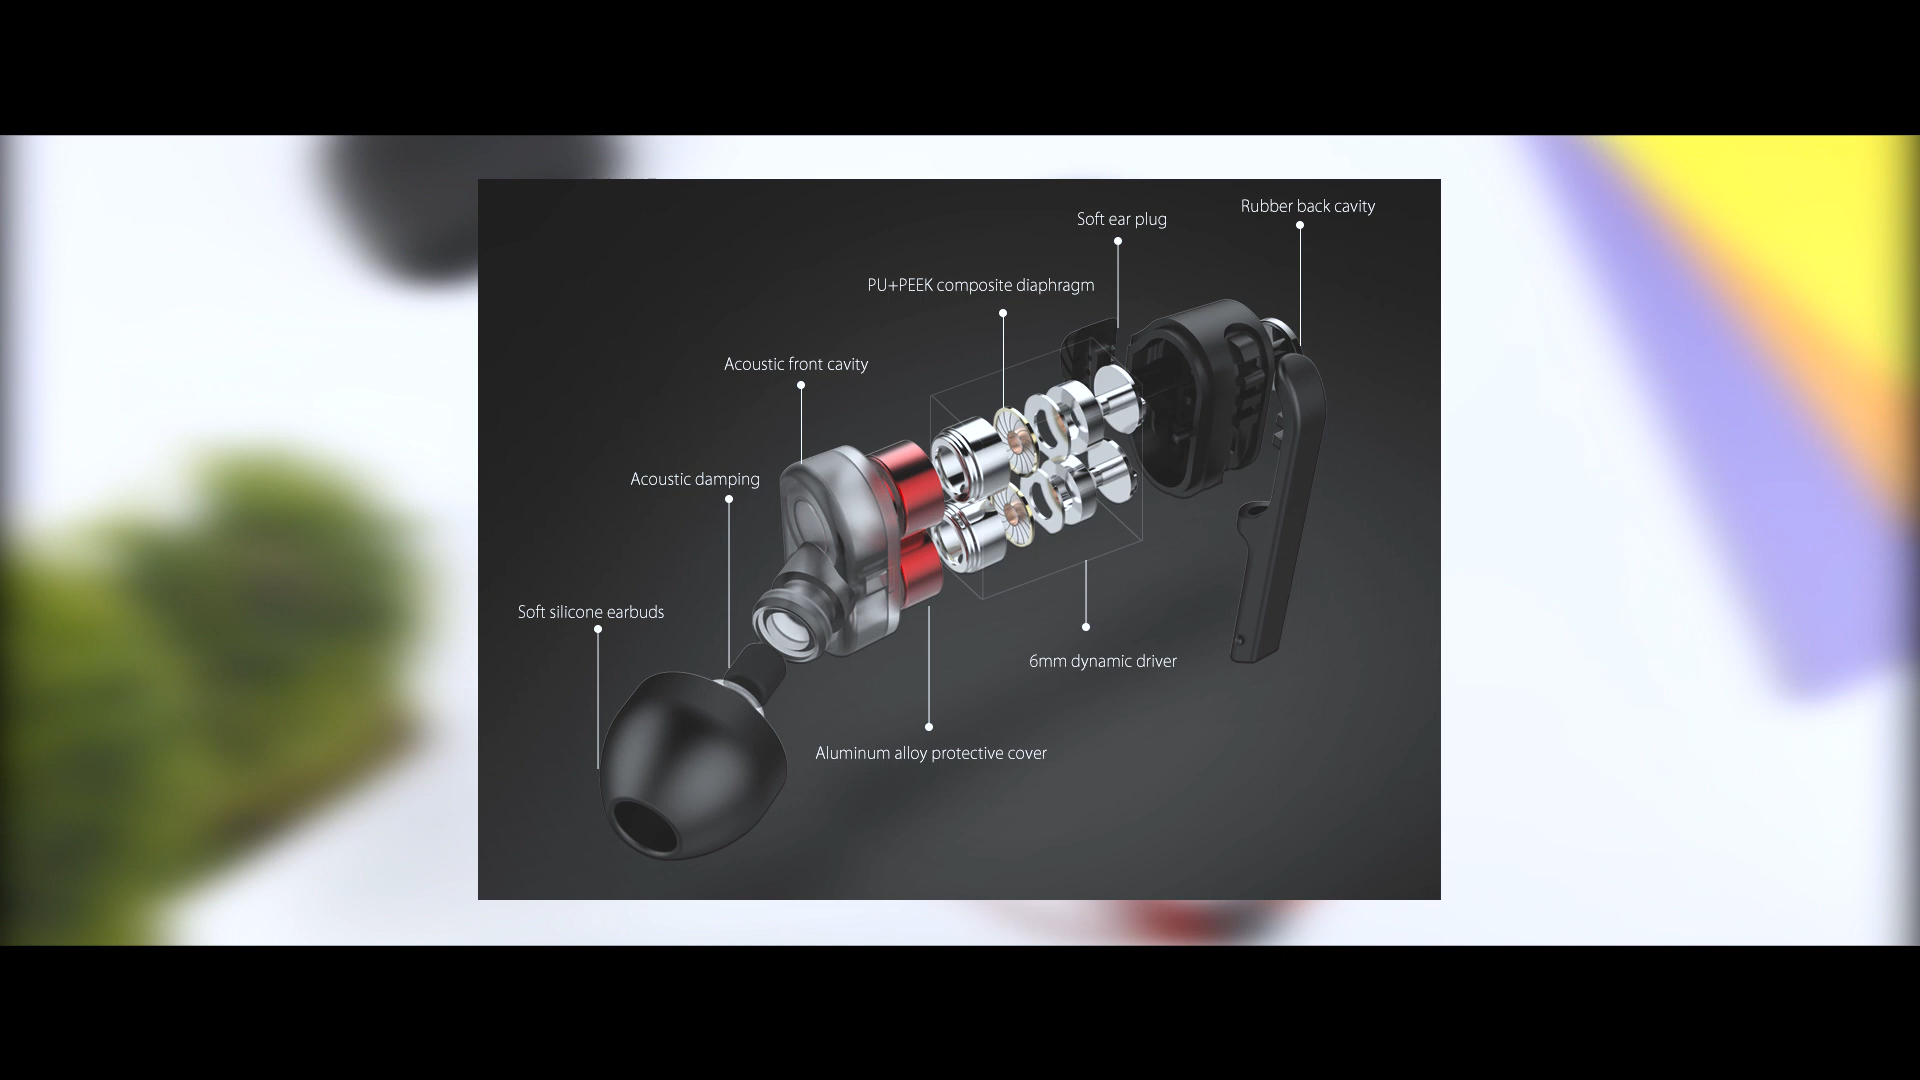 Rubber back cavity
Soft ear plug
PU+PEEK composite diaphragm
Acoustic front cavity
Acoustic damping
Soft silicone earbuds
6mm dynamic driver
Aluminum alloy protective cover